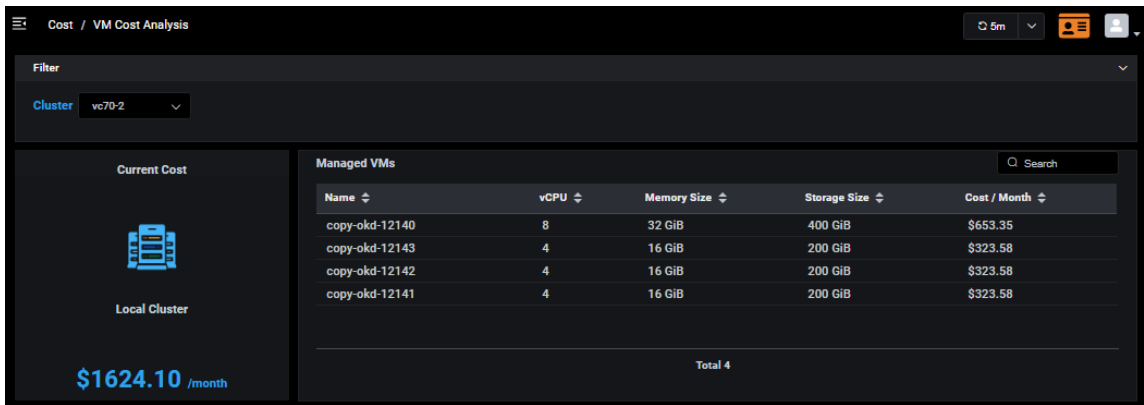 Cost / VM Cost Analysis
5m
Filter
Cluster vc70-2
Current Cost
Local Cluster
$1624.10 /month
Managed VMs
Search
Name vCPU Memory Size Storage Size Cost / Month
copy-okd-12140 8 32 GiB 400 GiB $653.35
copy-okd-12143 4 16 GiB 200 GiB $323.58
copy-okd-12142 4 16 GiB 200 GiB $323.58
copy-okd-12141 4 16 GiB 200 GiB $323.58
Total 4